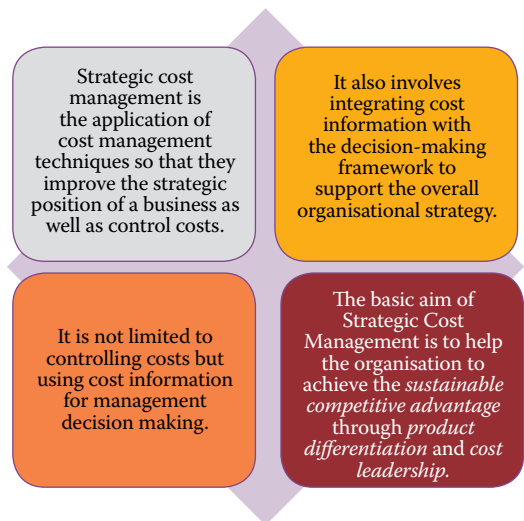 Strategic cost
management is
the application of
cost management
techniques so that they
improve the strategic
position of a business as
well as control costs.
It also involves
integrating cost
information with
the decision-making
framework to
support the overall
organisational strategy.
It is not limited to
controlling costs but
using cost information
for management
decision making.
The basic aim of
Strategic Cost
Management is to help
the organisation to
achieve the sustainable
competitive advantage
through product
differentiation and cost
leadership.